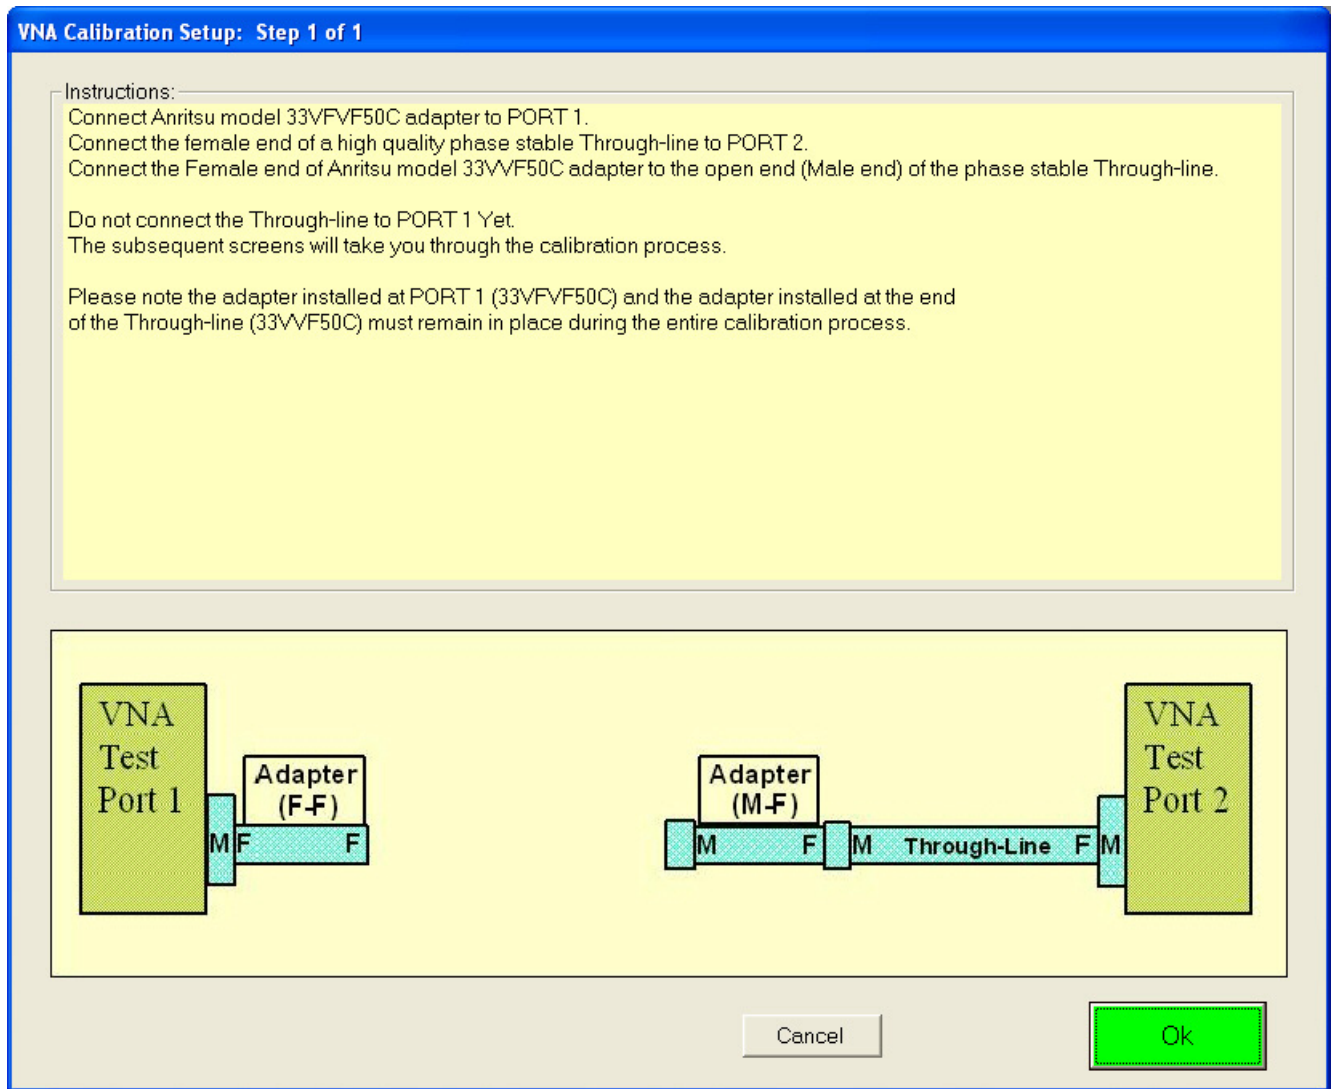 VNA Calibration Setup:  Step 1 of 1
Instructions:
Connect Anritsu model 33VFVF50C adapter to PORT 1.
Connect the female end of a high quality phase stable Through-line to PORT 2.
Connect the Female end of Anritsu model 33VVF50C adapter to the open end (Male end) of the phase stable Through-line.
Do not connect the Through-line to PORT 1 Yet.
The subsequent screens will take you through the calibration process.
Please note the adapter installed at PORT 1 (33VFVF50C) and the adapter installed at the end
of the Through-line (33VVF50C) must remain in place during the entire calibration process.
VNA
Test
Port 1
Adapter
(F-F)
M F F
Adapter
(M-F)
M F M Through-Line F M
VNA
Test
Port 2
Cancel
Ok